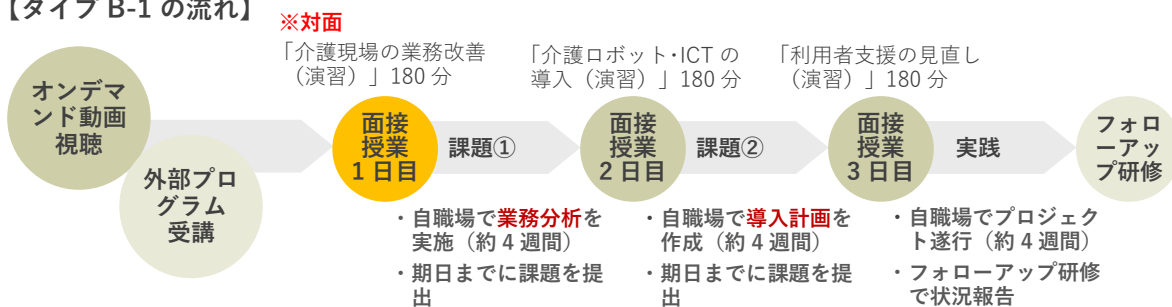 【タイプ B-1 の流れ】
※対面
「介護現場の業務改善
（演習）」180 分
「介護ロボット・ICT の
導入（演習）」180 分
「利用者支援の見直し
（演習）」180 分
オンデマ
ンド動画
視聴
外部プロ
グラム
受講
面接
授業
1 日目
課題①
面接
授業
2 日目
課題②
面接
授業
3 日目
実践
フォロ
ーアッ
プ研修
・自職場で業務分析を
実施（約 4 週間）
・期日までに課題を提
出
・自職場で導入計画を
作成（約 4 週間）
・期日までに課題を提
出
・自職場でプロジェク
ト遂行（約 4 週間）
・フォローアップ研修
で状況報告